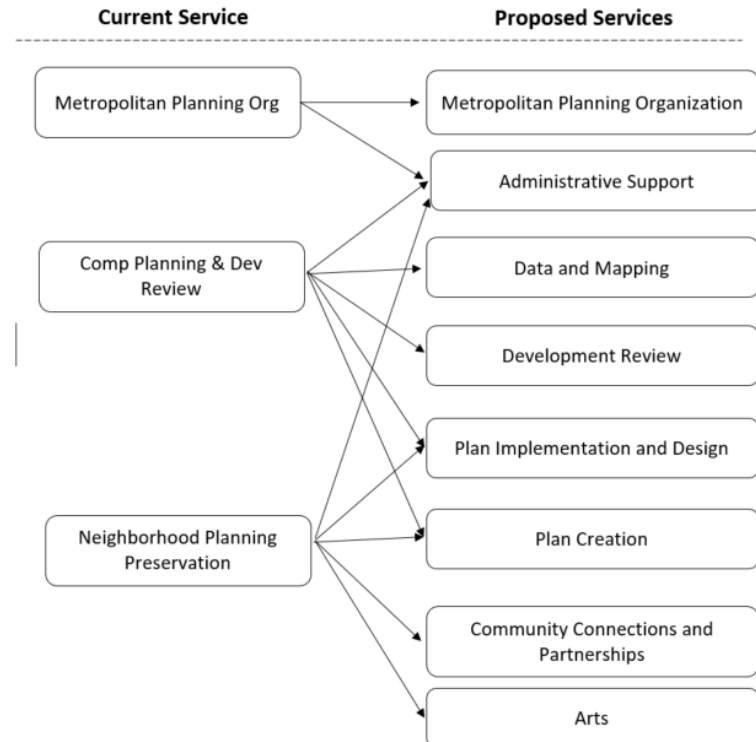 Current Service
Proposed Services
Metropolitan Planning Org
Metropolitan Planning Organization
Administrative Support
Comp Planning & Dev
Review
Data and Mapping
Development Review
Plan Implementation and Design
Neighborhood Planning
Preservation
Plan Creation
Community Connections and
Partnerships
Arts